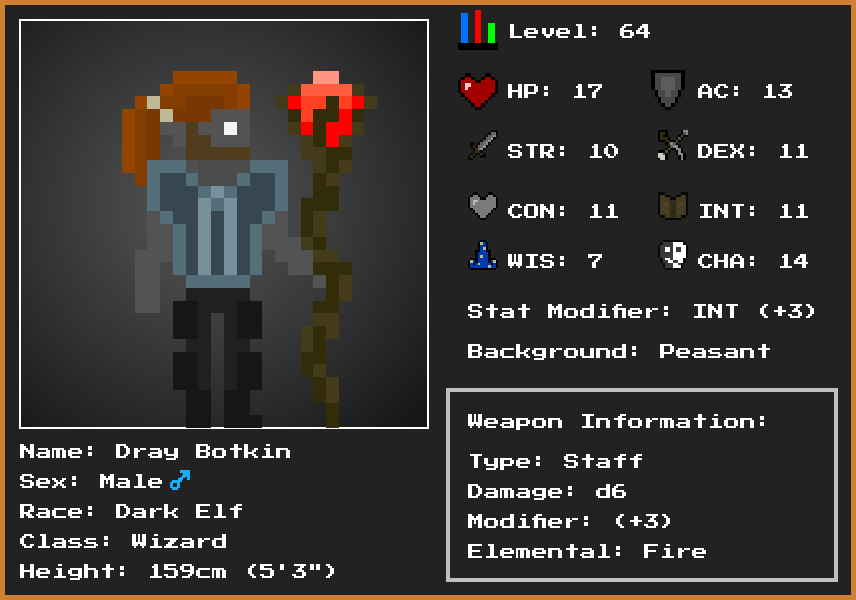 Level: 64
HP: 17 AC: 13
STR: 10 DEX: 11
CON: 11 INT: 11
WIS: 7 CHA: 14
Stat Modifier: INT (+3)
Background: Peasant
Weapon Information:
Type: Staff
Damage: d6
Modifier: (+3)
Elemental: Fire
Name: Dray Botkin
Sex: Male♂
Race: Dark Elf
Class: Wizard
Height: 159cm (5'3")